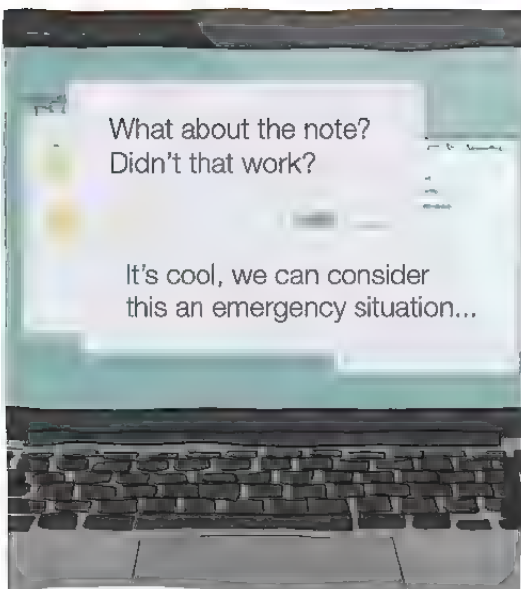 What about the note?
Didn't that work?
It's cool, we can consider
this an emergency situation...